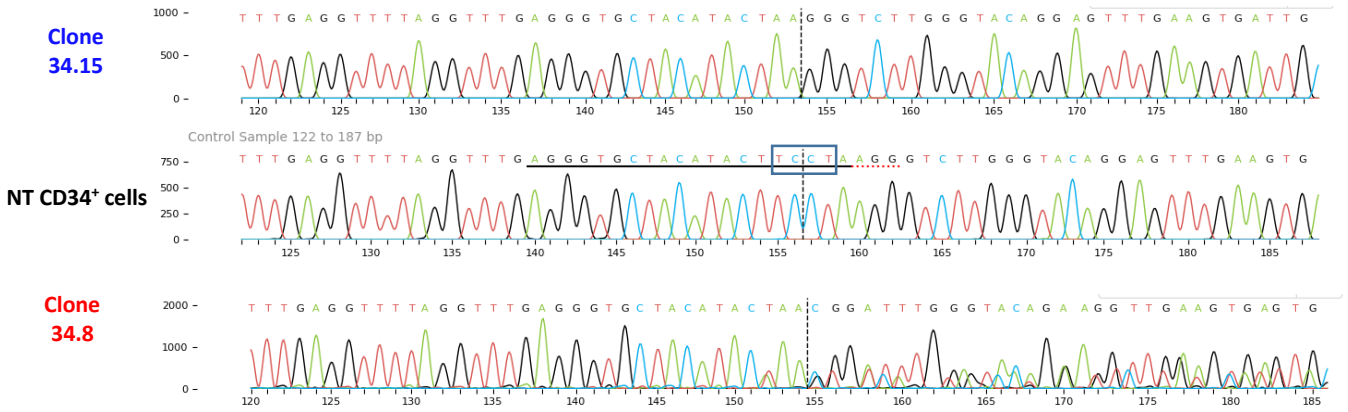 1000
T T T G A G G T T T T A G G T T T G A G G G T G C T A C A T A C T A A G G G T C T T G G G T A C A G G A G T T T G A A G T G A T T G
Clone
34.15
500
0
120 125 130 135 140 145 150 155 160 165 170 175 180
Control Sample 122 to 187 bp
750
T T T G A G G T T T T A G G T T T G A G G G T G C T A C A T A C T T C C T A A G G G T C T T G G G T A C A G G A G T T T G A A G T G
NT CD34⁺ cells
500
250
0
125 130 135 140 145 150 155 160 165 170 175 180 185
2000
T T T G A G G T T T T A G G T T T G A G G G T G C T A C A T A C T A A C G G A T T T G G G T A C A G A A G G T T G A A G T G A G T G
Clone
34.8
1000
0
120 125 130 135 140 145 150 155 160 165 170 175 180 185